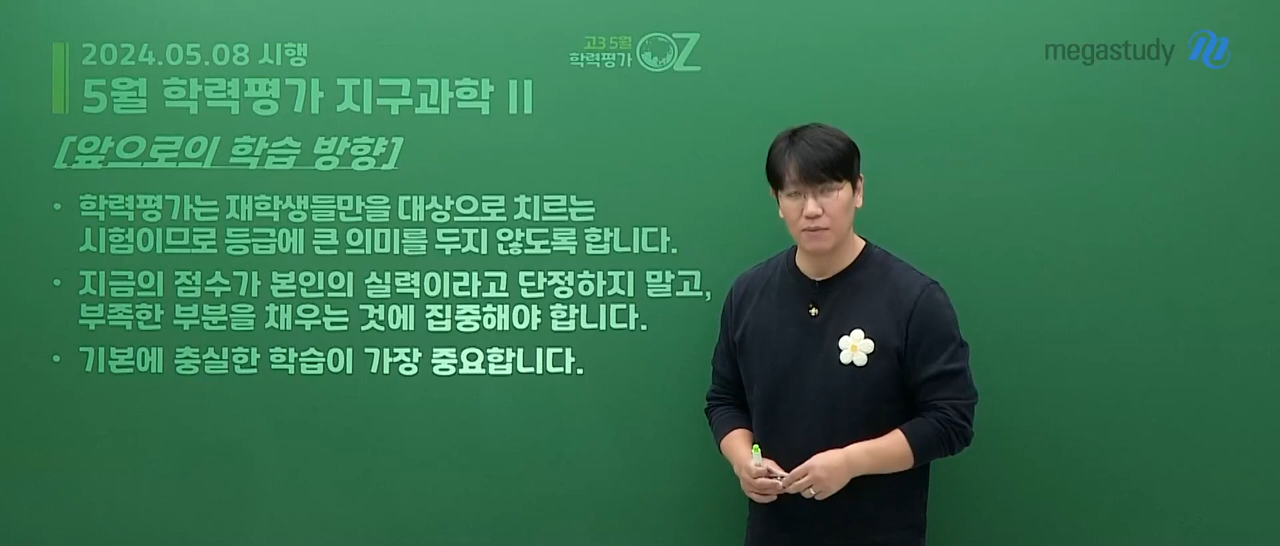 2024.05.08 시행
5월 학력평가 지구과학 II
고3 5월
학력평가 OZ
megastudy
[앞으로의 학습 방향]
• 학력평가는 재학생들만을 대상으로 치르는
시험이므로 등급에 큰 의미를 두지 않도록 합니다.
• 지금의 점수가 본인의 실력이라고 단정하지 말고,
부족한 부분을 채우는 것에 집중해야 합니다.
• 기본에 충실한 학습이 가장 중요합니다.